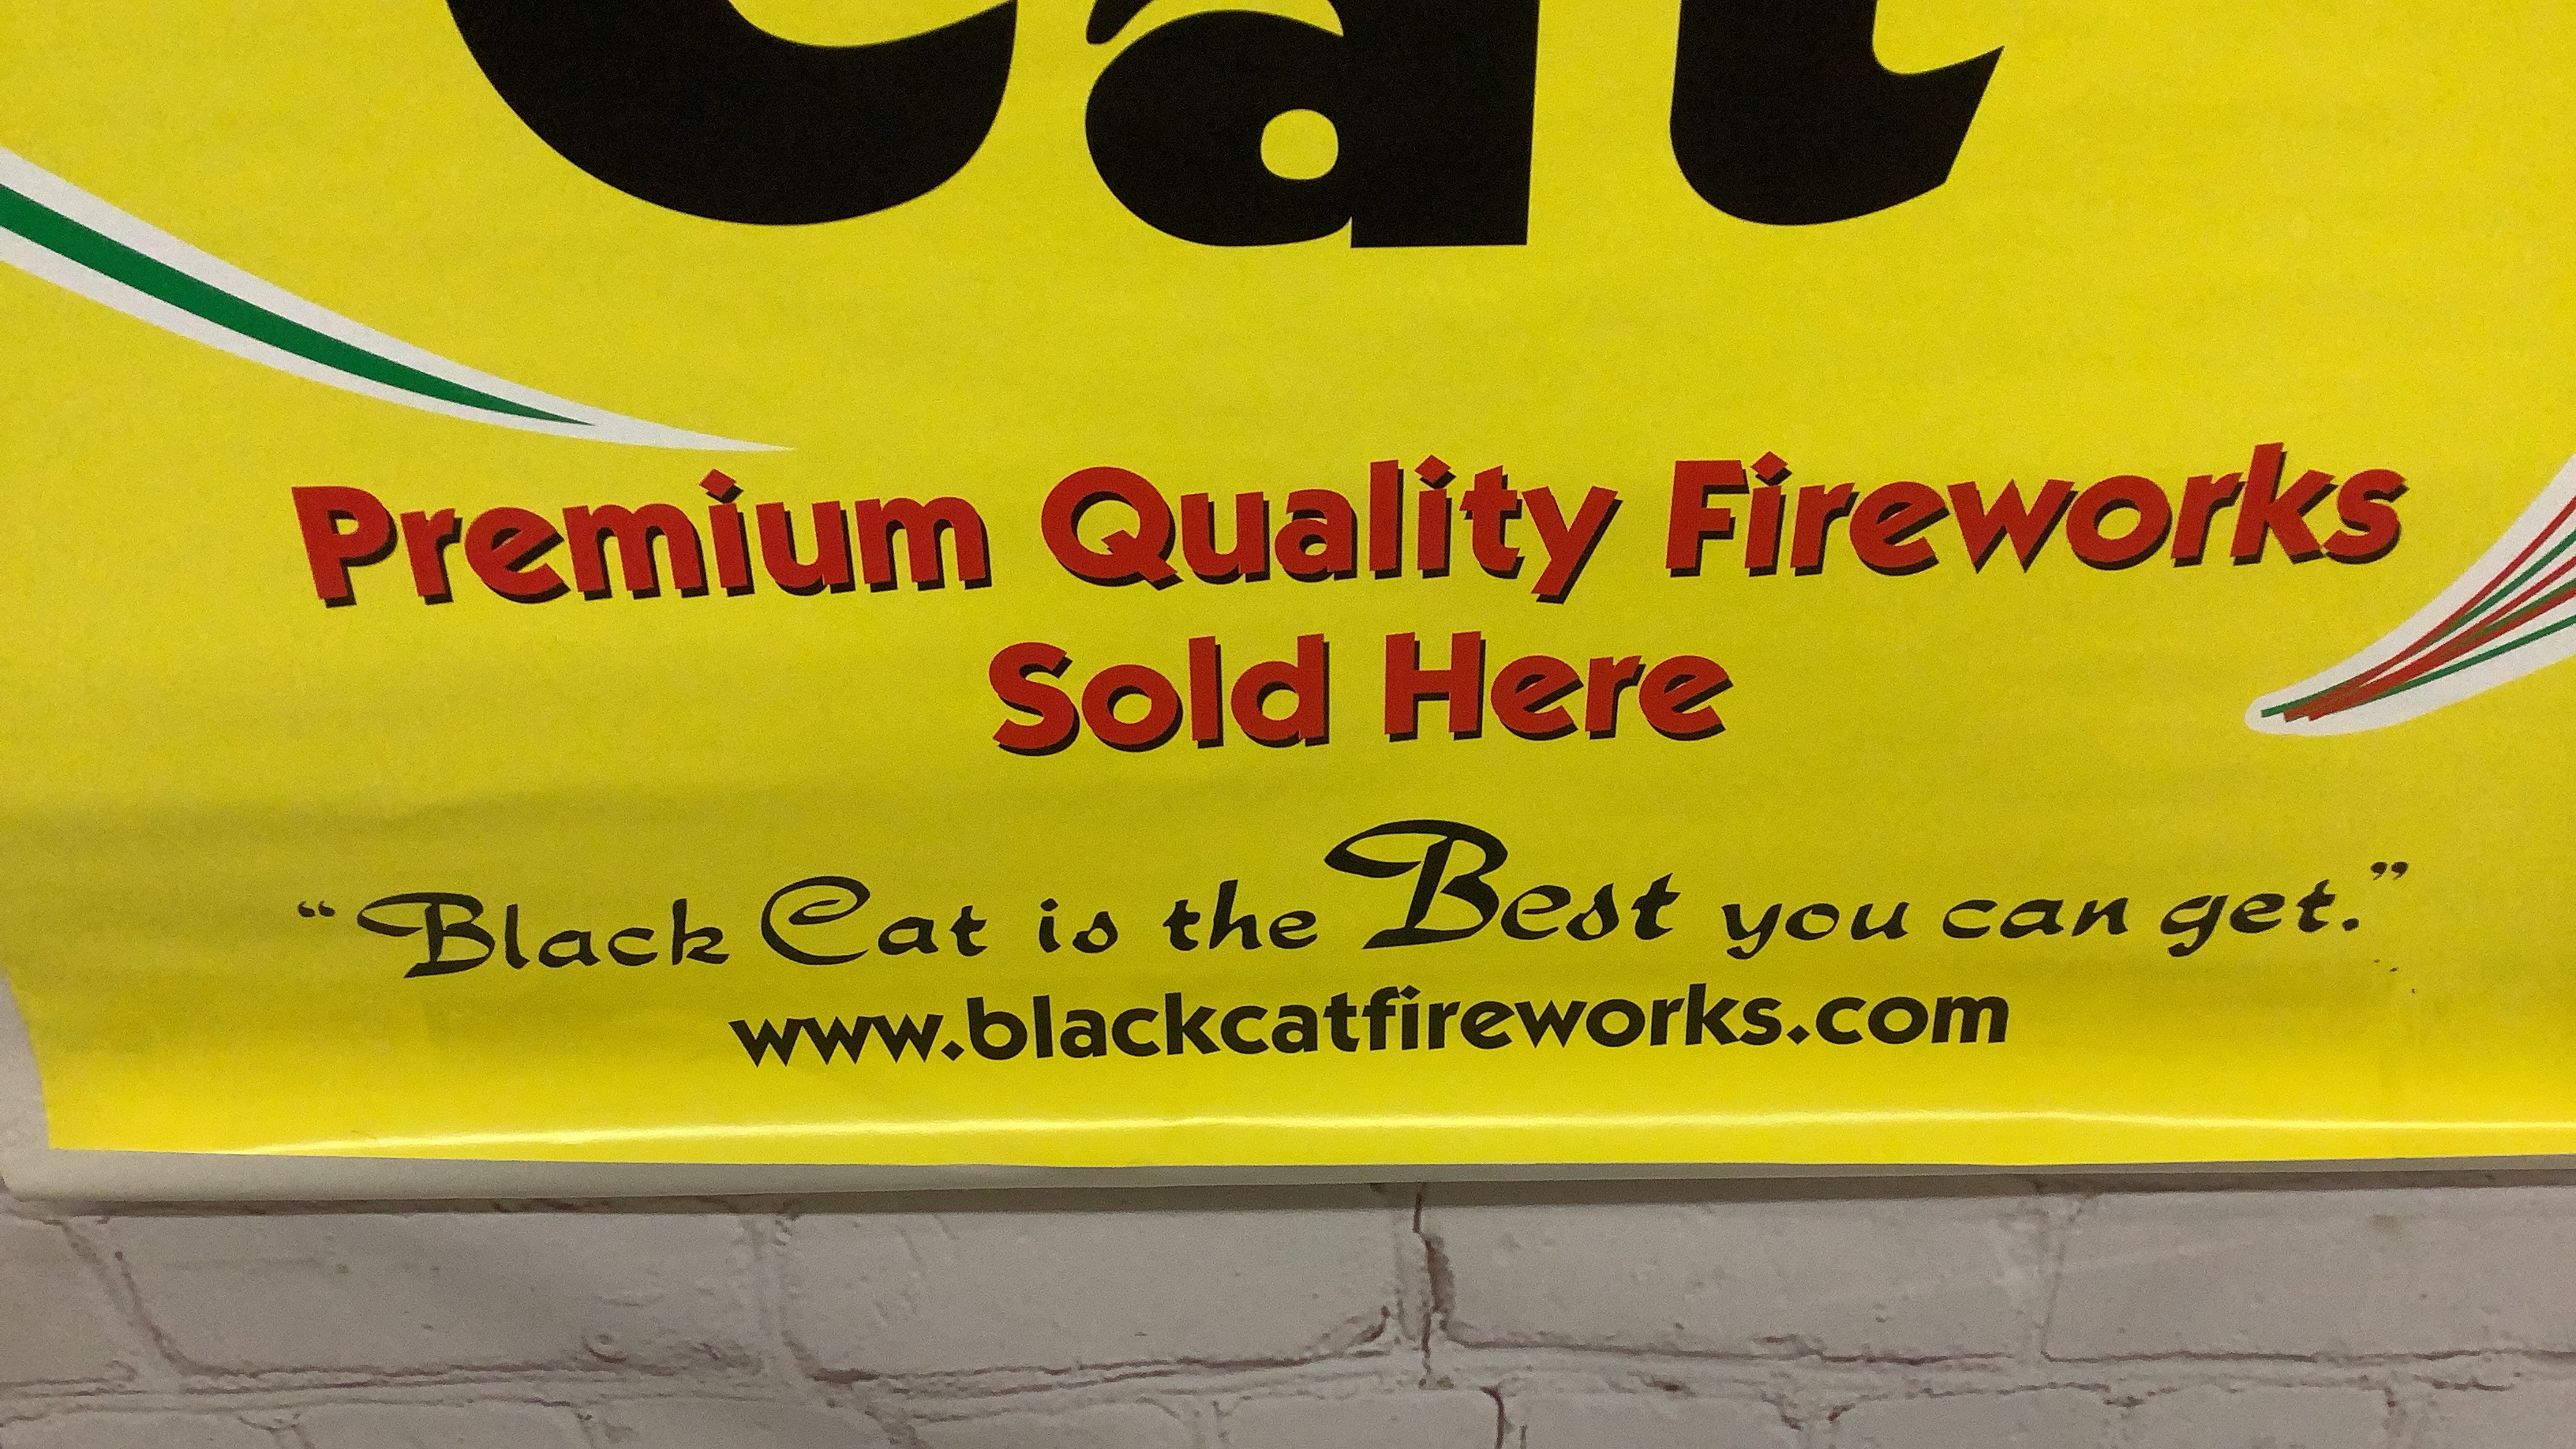 Cat
Premium Quality Fireworks
Sold Here
“Black Cat is the Best you can get.”
www.blackcatfireworks.com